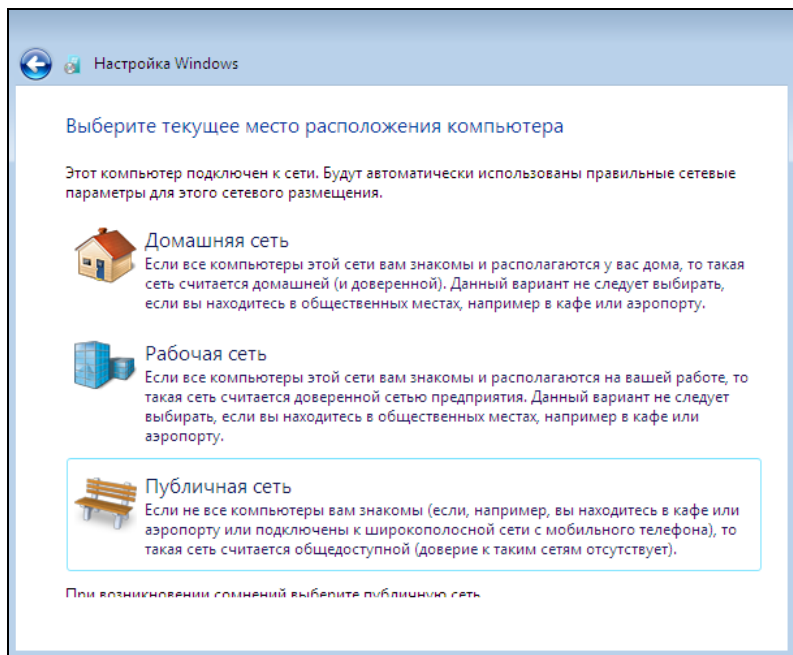 Настройка Windows
Выберите текущее место расположения компьютера
Этот компьютер подключен к сети. Будут автоматически использованы правильные сетевые
параметры для этого сетевого размещения.
Домашняя сеть
Если все компьютеры этой сети вам знакомы и располагаются у вас дома, то такая
сеть считается домашней (и доверенной). Данный вариант не следует выбирать,
если вы находитесь в общественных местах, например в кафе или аэропорту.
Рабочая сеть
Если все компьютеры этой сети вам знакомы и располагаются на вашей работе, то
такая сеть считается доверенной сетью предприятия. Данный вариант не следует
выбирать, если вы находитесь в общественных местах, например в кафе или
аэропорту.
Публичная сеть
Если не все компьютеры вам знакомы (если, например, вы находитесь в кафе или
аэропорту или подключены к широкополосной сети с мобильного телефона), то
такая сеть считается общедоступной (доверие к таким сетям отсутствует).
При возникновении сомнений выберите публичную сеть